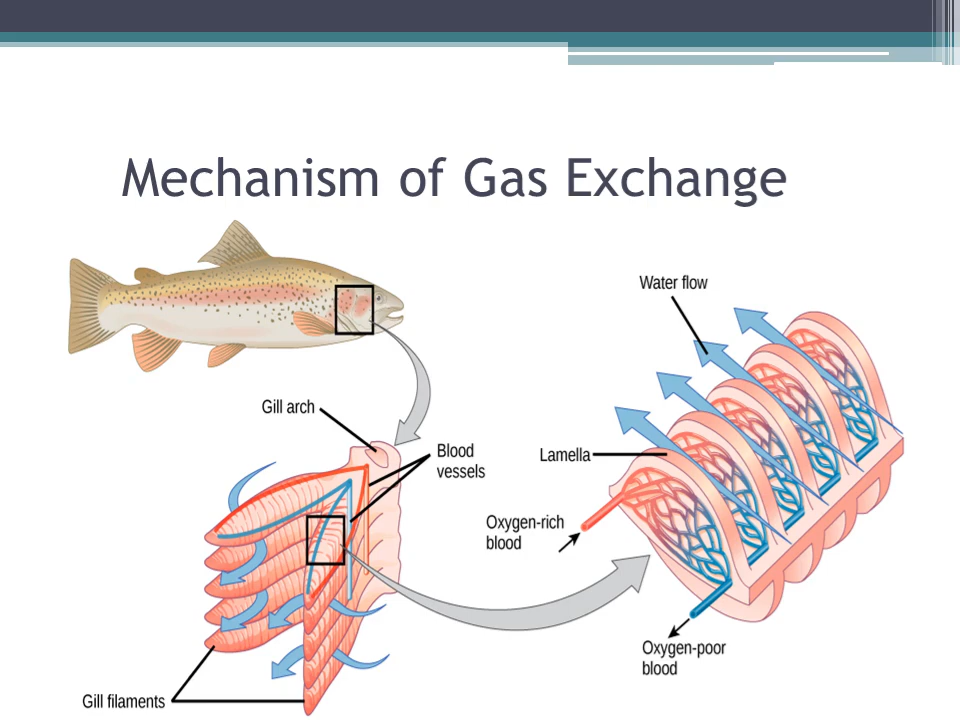 Mechanism of Gas Exchange
Water flow
Gill arch
Blood
vessels
Lamella
Oxygen-rich
blood
Oxygen-poor
blood
Gill filaments